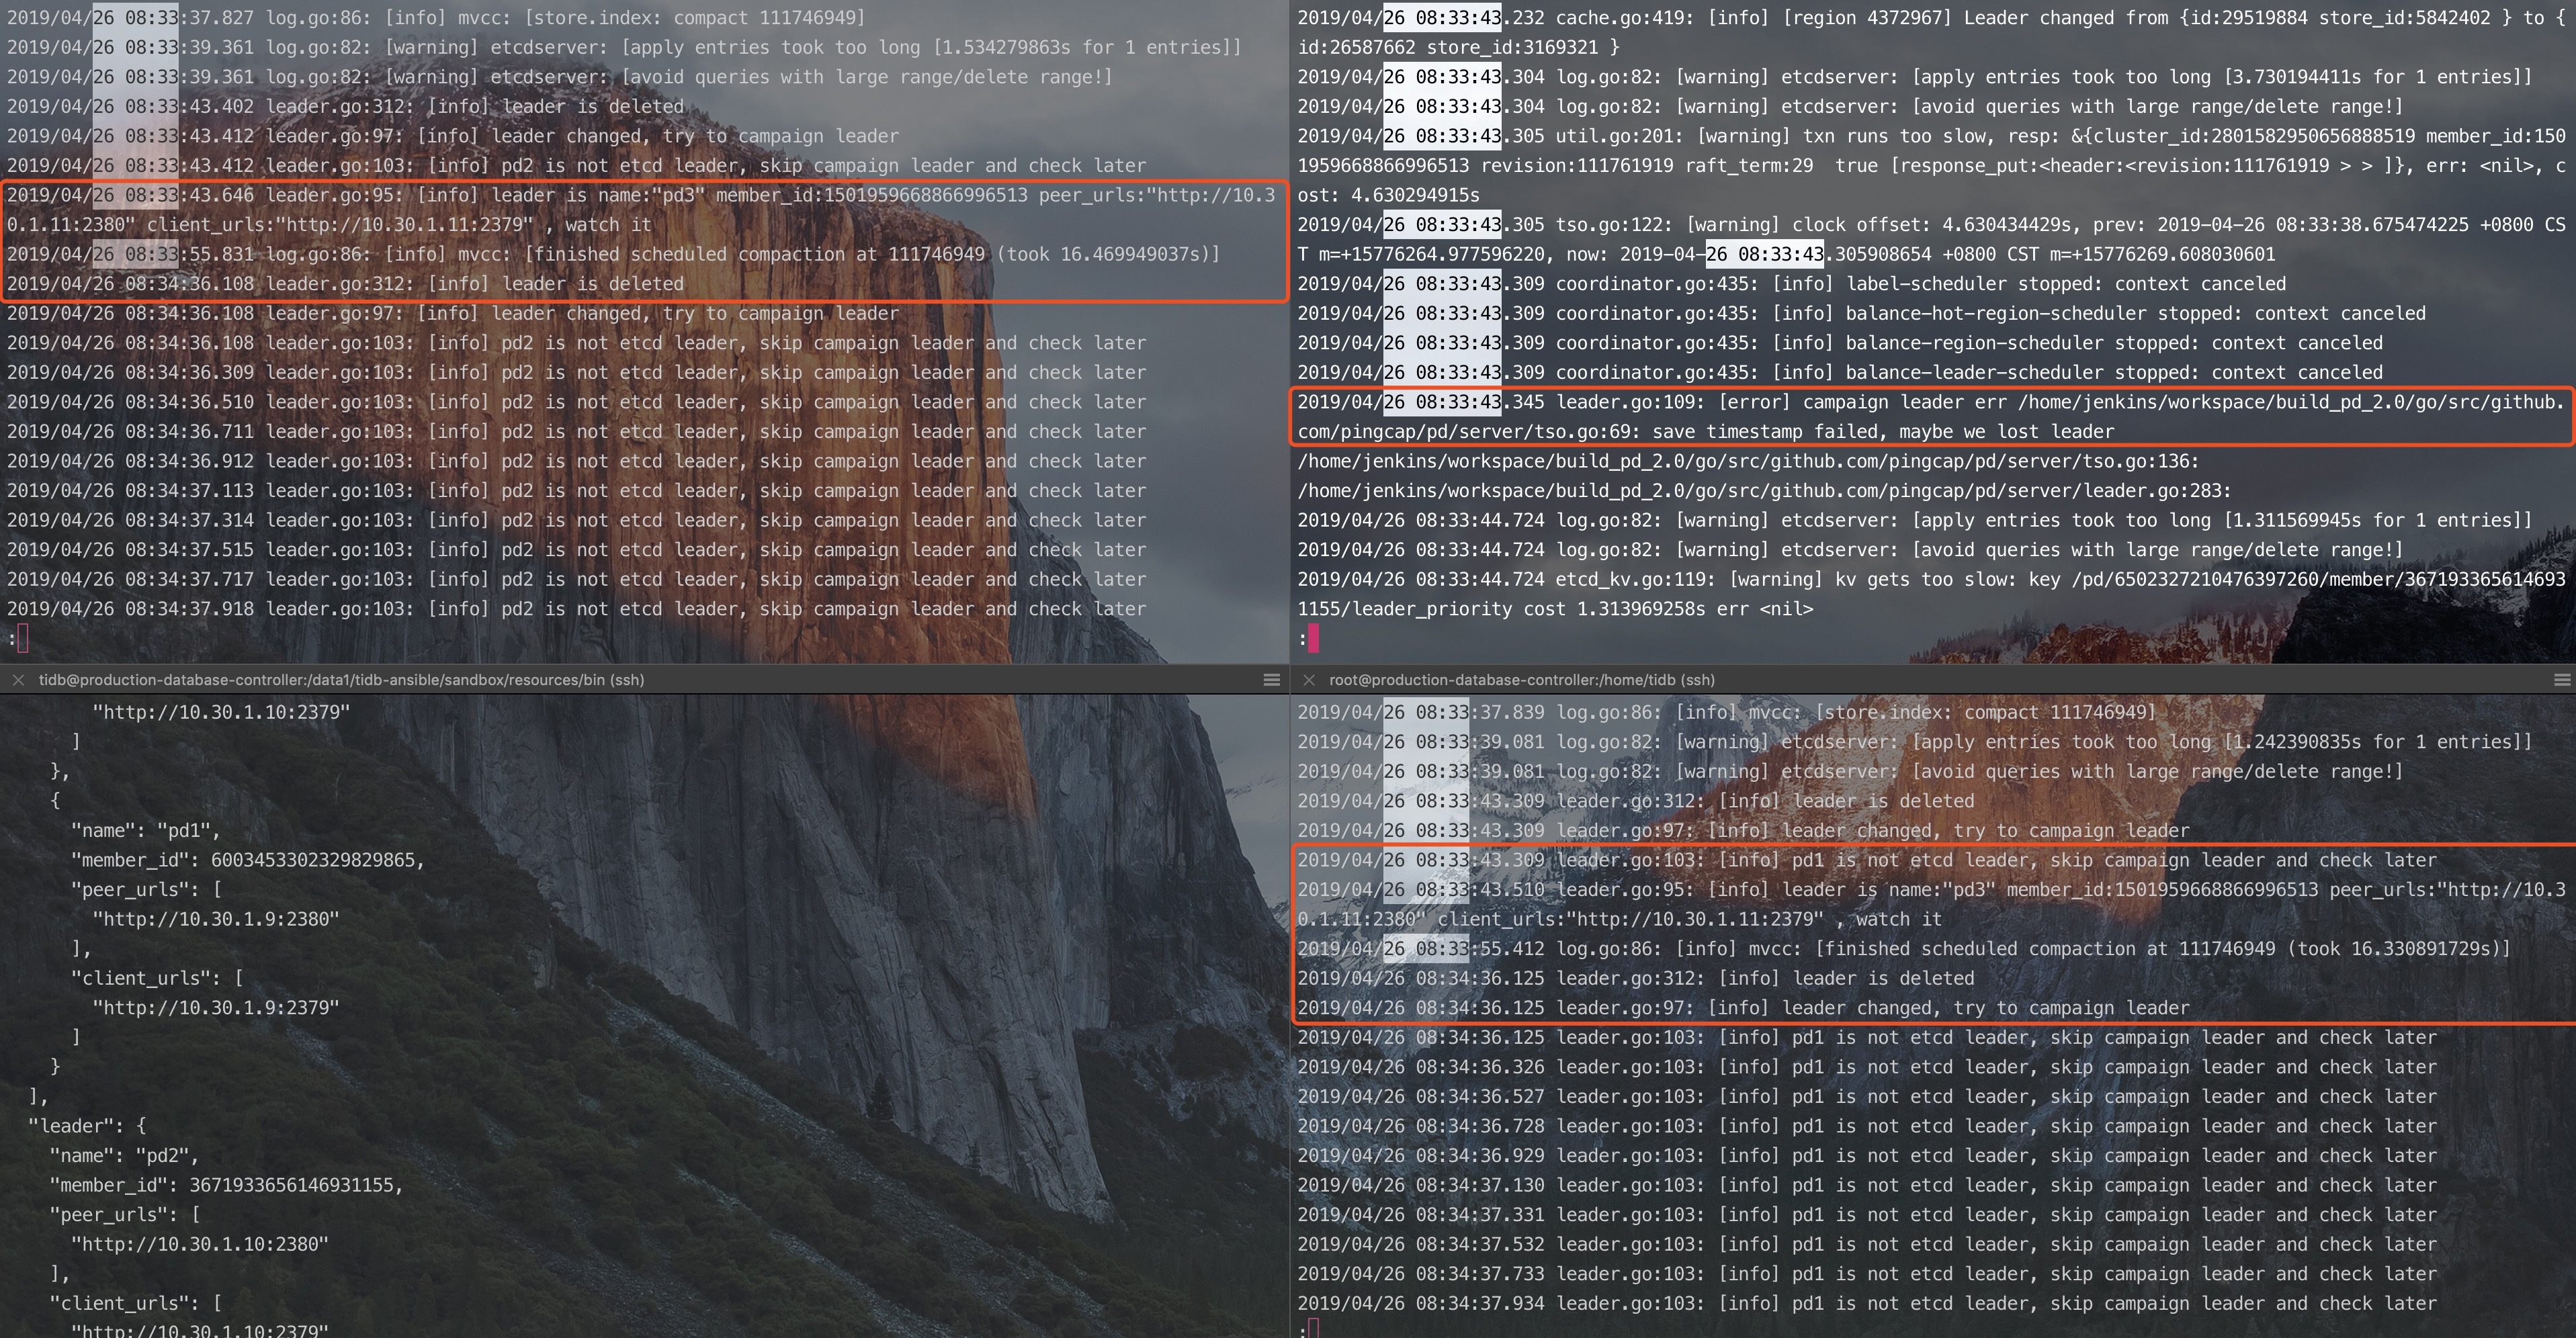 2019/04/26 08:33:37.827 log.go:86: [info] mvcc: [store.index: compact 111746949]
2019/04/26 08:33:39.361 log.go:82: [warning] etcdserver: [apply entries took too long [1.534279863s for 1 entries]]
2019/04/26 08:33:39.361 log.go:82: [warning] etcdserver: [avoid queries with large range/delete range!]
2019/04/26 08:33:43.402 leader.go:312: [info] leader is deleted
2019/04/26 08:33:43.412 leader.go:97: [info] leader changed, try to campaign leader
2019/04/26 08:33:43.412 leader.go:103: [info] pd2 is not etcd leader, skip campaign leader and check later
2019/04/26 08:33:43.646 leader.go:95: [info] leader is name:"pd3" member_id:1501959668866996513 peer_urls:"http://10.3
0.1.11:2380" client_urls:"http://10.30.1.11:2379" , watch it
2019/04/26 08:33:55.831 log.go:86: [info] mvcc: [finished scheduled compaction at 111746949 (took 16.469949037s)]
2019/04/26 08:34:36.108 leader.go:312: [info] leader is deleted
2019/04/26 08:34:36.108 leader.go:97: [info] leader changed, try to campaign leader
2019/04/26 08:34:36.108 leader.go:103: [info] pd2 is not etcd leader, skip campaign leader and check later
2019/04/26 08:34:36.309 leader.go:103: [info] pd2 is not etcd leader, skip campaign leader and check later
2019/04/26 08:34:36.510 leader.go:103: [info] pd2 is not etcd leader, skip campaign leader and check later
2019/04/26 08:34:36.711 leader.go:103: [info] pd2 is not etcd leader, skip campaign leader and check later
2019/04/26 08:34:36.912 leader.go:103: [info] pd2 is not etcd leader, skip campaign leader and check later
2019/04/26 08:34:37.113 leader.go:103: [info] pd2 is not etcd leader, skip campaign leader and check later
2019/04/26 08:34:37.314 leader.go:103: [info] pd2 is not etcd leader, skip campaign leader and check later
2019/04/26 08:34:37.515 leader.go:103: [info] pd2 is not etcd leader, skip campaign leader and check later
2019/04/26 08:34:37.717 leader.go:103: [info] pd2 is not etcd leader, skip campaign leader and check later
2019/04/26 08:34:37.918 leader.go:103: [info] pd2 is not etcd leader, skip campaign leader and check later
:
2019/04/26 08:33:43.232 cache.go:419: [info] [region 4372967] Leader changed from {id:29519884 store_id:5842402 } to {
id:26587662 store_id:3169321 }
2019/04/26 08:33:43.304 log.go:82: [warning] etcdserver: [apply entries took too long [3.730194411s for 1 entries]]
2019/04/26 08:33:43.304 log.go:82: [warning] etcdserver: [avoid queries with large range/delete range!]
2019/04/26 08:33:43.305 util.go:201: [warning] txn runs too slow, resp: &{cluster_id:2801582950656888519 member_id:150
1959668866996513 revision:111761919 raft_term:29  true [response_put:<header:<revision:111761919 > > ]}, err: <nil>, c
ost: 4.630294915s
2019/04/26 08:33:43.305 tso.go:122: [warning] clock offset: 4.630434429s, prev: 2019-04-26 08:33:38.675474225 +0800 CS
T m=+15776264.977596220, now: 2019-04-26 08:33:43.305908654 +0800 CST m=+15776269.608030601
2019/04/26 08:33:43.309 coordinator.go:435: [info] label-scheduler stopped: context canceled
2019/04/26 08:33:43.309 coordinator.go:435: [info] balance-hot-region-scheduler stopped: context canceled
2019/04/26 08:33:43.309 coordinator.go:435: [info] balance-region-scheduler stopped: context canceled
2019/04/26 08:33:43.309 coordinator.go:435: [info] balance-leader-scheduler stopped: context canceled
2019/04/26 08:33:43.345 leader.go:109: [error] campaign leader err /home/jenkins/workspace/build_pd_2.0/go/src/github.
com/pingcap/pd/server/tso.go:69: save timestamp failed, maybe we lost leader
/home/jenkins/workspace/build_pd_2.0/go/src/github.com/pingcap/pd/server/tso.go:136:
/home/jenkins/workspace/build_pd_2.0/go/src/github.com/pingcap/pd/server/leader.go:283:
2019/04/26 08:33:44.724 log.go:82: [warning] etcdserver: [apply entries took too long [1.311569945s for 1 entries]]
2019/04/26 08:33:44.724 log.go:82: [warning] etcdserver: [avoid queries with large range/delete range!]
2019/04/26 08:33:44.724 etcd_kv.go:119: [warning] kv gets too slow: key /pd/6502327210476397260/member/367193365614693
1155/leader_priority cost 1.313969258s err <nil>
:
tidb@production-database-controller:/data1/tidb-ansible/sandbox/resources/bin (ssh)
"http://10.30.1.10:2379"
]
},
{
"name": "pd1",
"member_id": 6003453302329829865,
"peer_urls": [
"http://10.30.1.9:2380"
],
"client_urls": [
"http://10.30.1.9:2379"
]
}
],
"leader": {
"name": "pd2",
"member_id": 3671933656146931155,
"peer_urls": [
"http://10.30.1.10:2380"
],
"client_urls": [
"http://10.30.1.10:2379"
root@production-database-controller:/home/tidb (ssh)
2019/04/26 08:33:37.839 log.go:86: [info] mvcc: [store.index: compact 111746949]
2019/04/26 08:33:39.081 log.go:82: [warning] etcdserver: [apply entries took too long [1.242390835s for 1 entries]]
2019/04/26 08:33:39.081 log.go:82: [warning] etcdserver: [avoid queries with large range/delete range!]
2019/04/26 08:33:43.309 leader.go:312: [info] leader is deleted
2019/04/26 08:33:43.309 leader.go:97: [info] leader changed, try to campaign leader
2019/04/26 08:33:43.309 leader.go:103: [info] pd1 is not etcd leader, skip campaign leader and check later
2019/04/26 08:33:43.510 leader.go:95: [info] leader is name:"pd3" member_id:1501959668866996513 peer_urls:"http://10.3
0.1.11:2380" client_urls:"http://10.30.1.11:2379" , watch it
2019/04/26 08:33:55.412 log.go:86: [info] mvcc: [finished scheduled compaction at 111746949 (took 16.330891729s)]
2019/04/26 08:34:36.125 leader.go:312: [info] leader is deleted
2019/04/26 08:34:36.125 leader.go:97: [info] leader changed, try to campaign leader
2019/04/26 08:34:36.125 leader.go:103: [info] pd1 is not etcd leader, skip campaign leader and check later
2019/04/26 08:34:36.326 leader.go:103: [info] pd1 is not etcd leader, skip campaign leader and check later
2019/04/26 08:34:36.527 leader.go:103: [info] pd1 is not etcd leader, skip campaign leader and check later
2019/04/26 08:34:36.728 leader.go:103: [info] pd1 is not etcd leader, skip campaign leader and check later
2019/04/26 08:34:36.929 leader.go:103: [info] pd1 is not etcd leader, skip campaign leader and check later
2019/04/26 08:34:37.130 leader.go:103: [info] pd1 is not etcd leader, skip campaign leader and check later
2019/04/26 08:34:37.331 leader.go:103: [info] pd1 is not etcd leader, skip campaign leader and check later
2019/04/26 08:34:37.532 leader.go:103: [info] pd1 is not etcd leader, skip campaign leader and check later
2019/04/26 08:34:37.733 leader.go:103: [info] pd1 is not etcd leader, skip campaign leader and check later
2019/04/26 08:34:37.934 leader.go:103: [info] pd1 is not etcd leader, skip campaign leader and check later
: